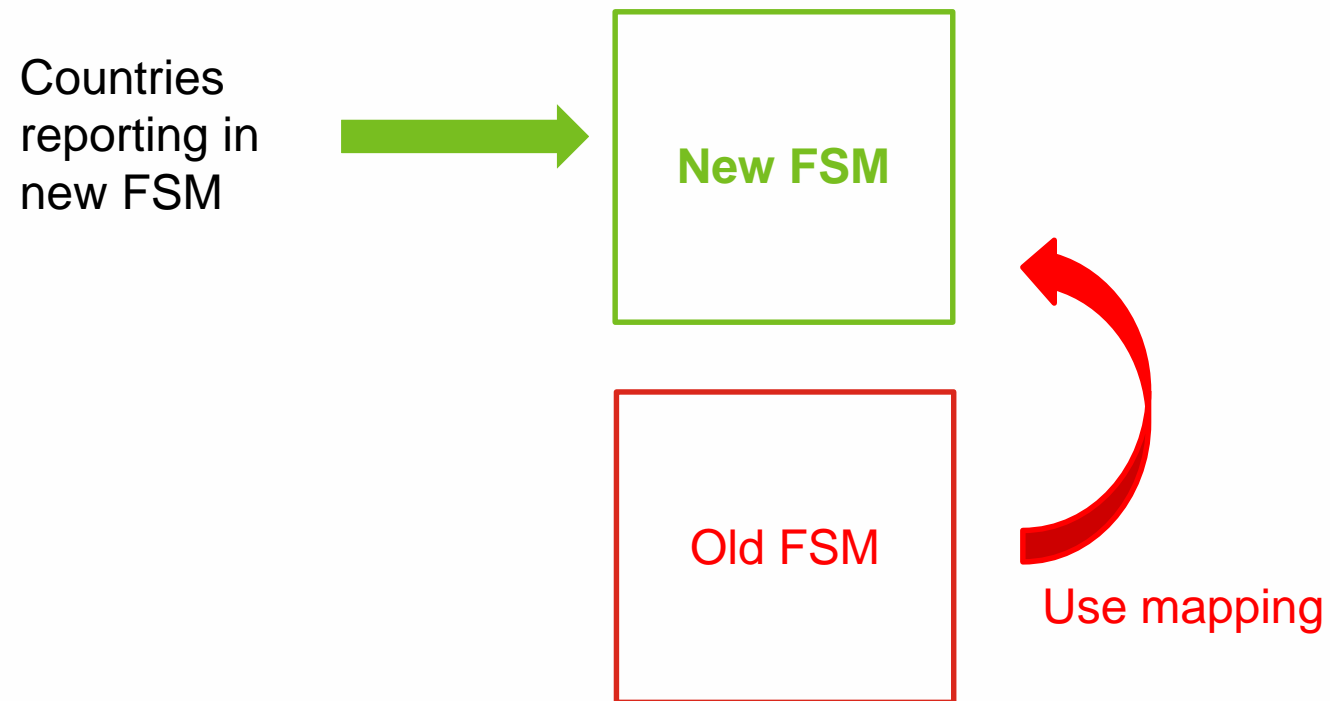 Countries
reporting in
new FSM
New FSM
Old FSM
Use mapping